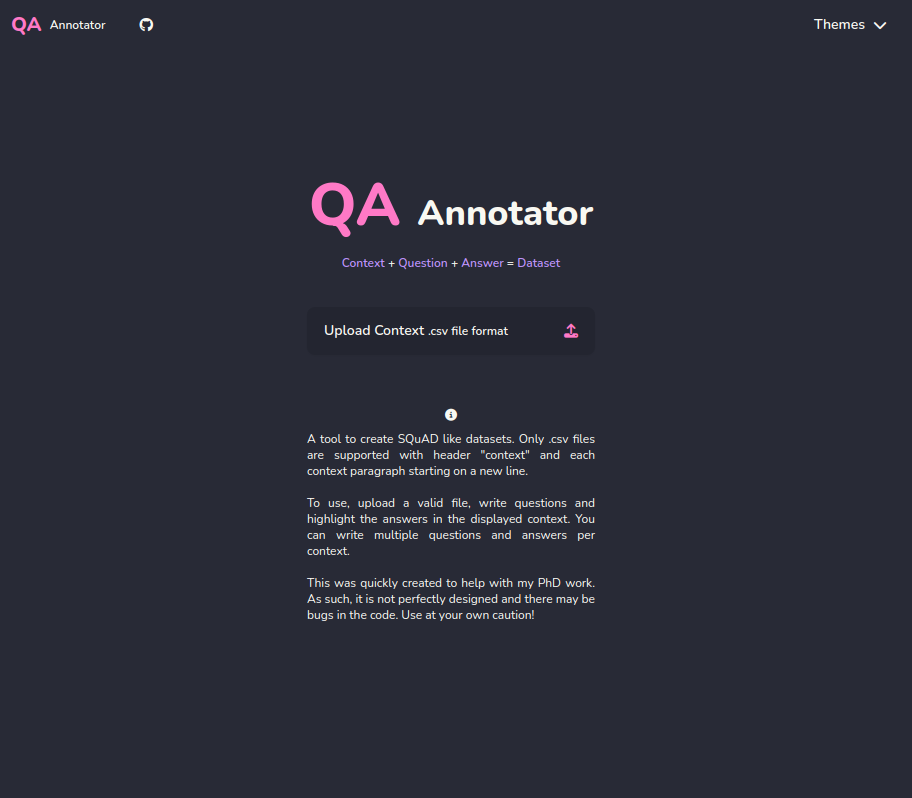 QA Annotator
Themes
QA Annotator
Context + Question + Answer = Dataset
Upload Context .csv file format
A tool to create SQuAD like datasets. Only .csv files
are supported with header "context" and each
context paragraph starting on a new line.
To use, upload a valid file, write questions and
highlight the answers in the displayed context. You
can write multiple questions and answers per
context.
This was quickly created to help with my PhD work.
As such, it is not perfectly designed and there may be
bugs in the code. Use at your own caution!